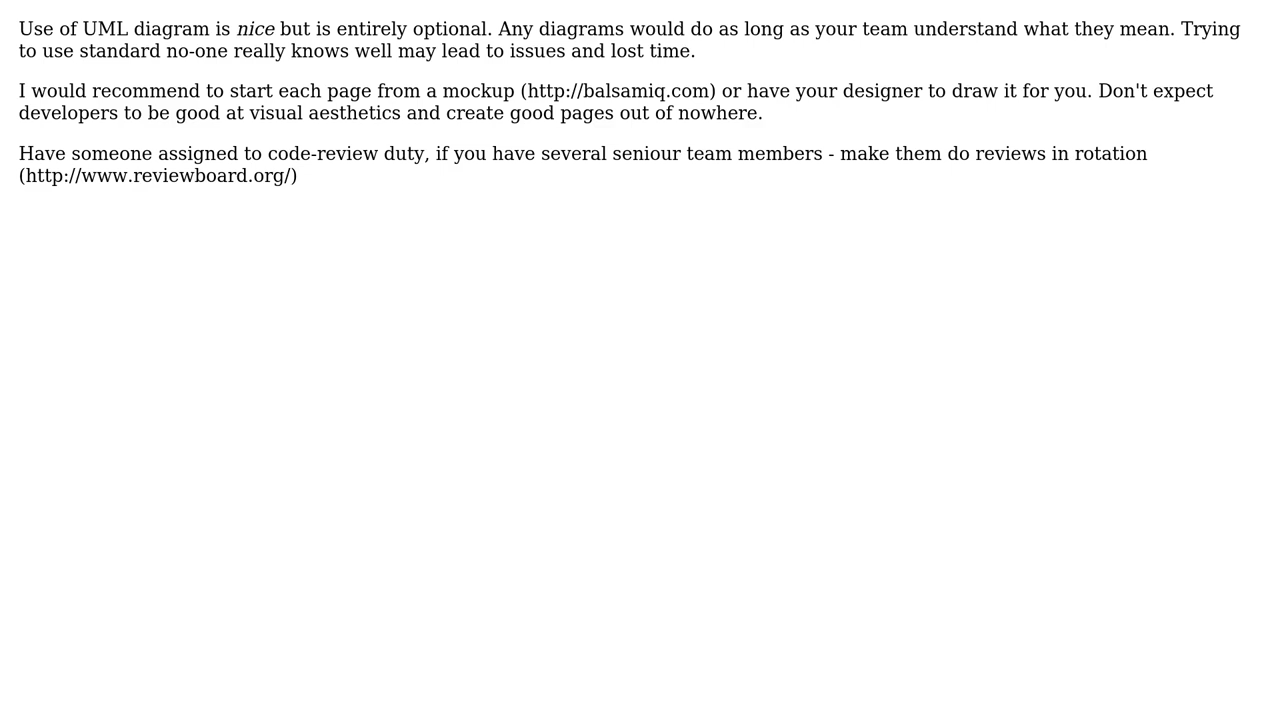 Use of UML diagram is nice but is entirely optional. Any diagrams would do as long as your team understand what they mean. Trying
to use standard no-one really knows well may lead to issues and lost time.
I would recommend to start each page from a mockup (http://balsamiq.com) or have your designer to draw it for you. Don't expect
developers to be good at visual aesthetics and create good pages out of nowhere.
Have someone assigned to code-review duty, if you have several seniour team members - make them do reviews in rotation
(http://www.reviewboard.org/)